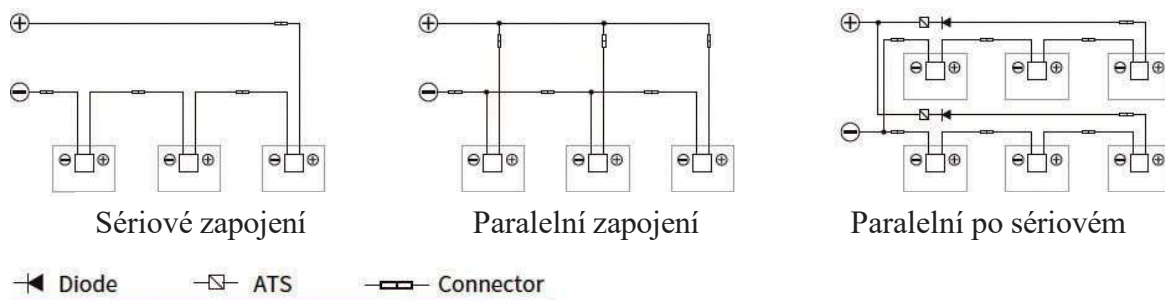 Sériové zapojení
Paralelní zapojení
Paralelní po sériovém
Diode
ATS
Connector